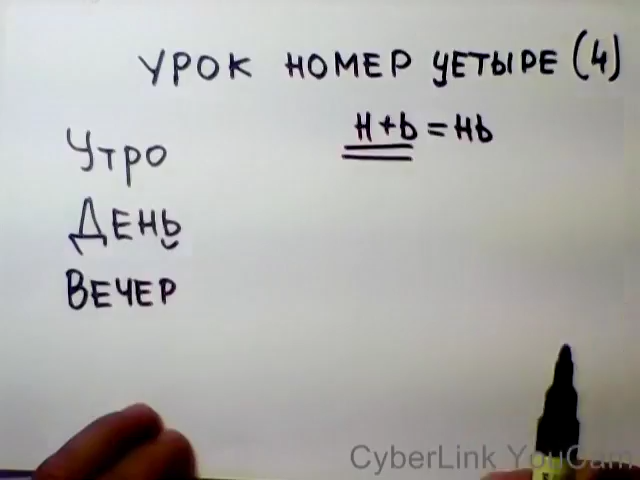 УРОК НОМЕР ЧЕТЫРЕ (4)
Н+Ь=НЬ
Утро
ДЕНЬ
ВЕЧЕР
CyberLink YouCam